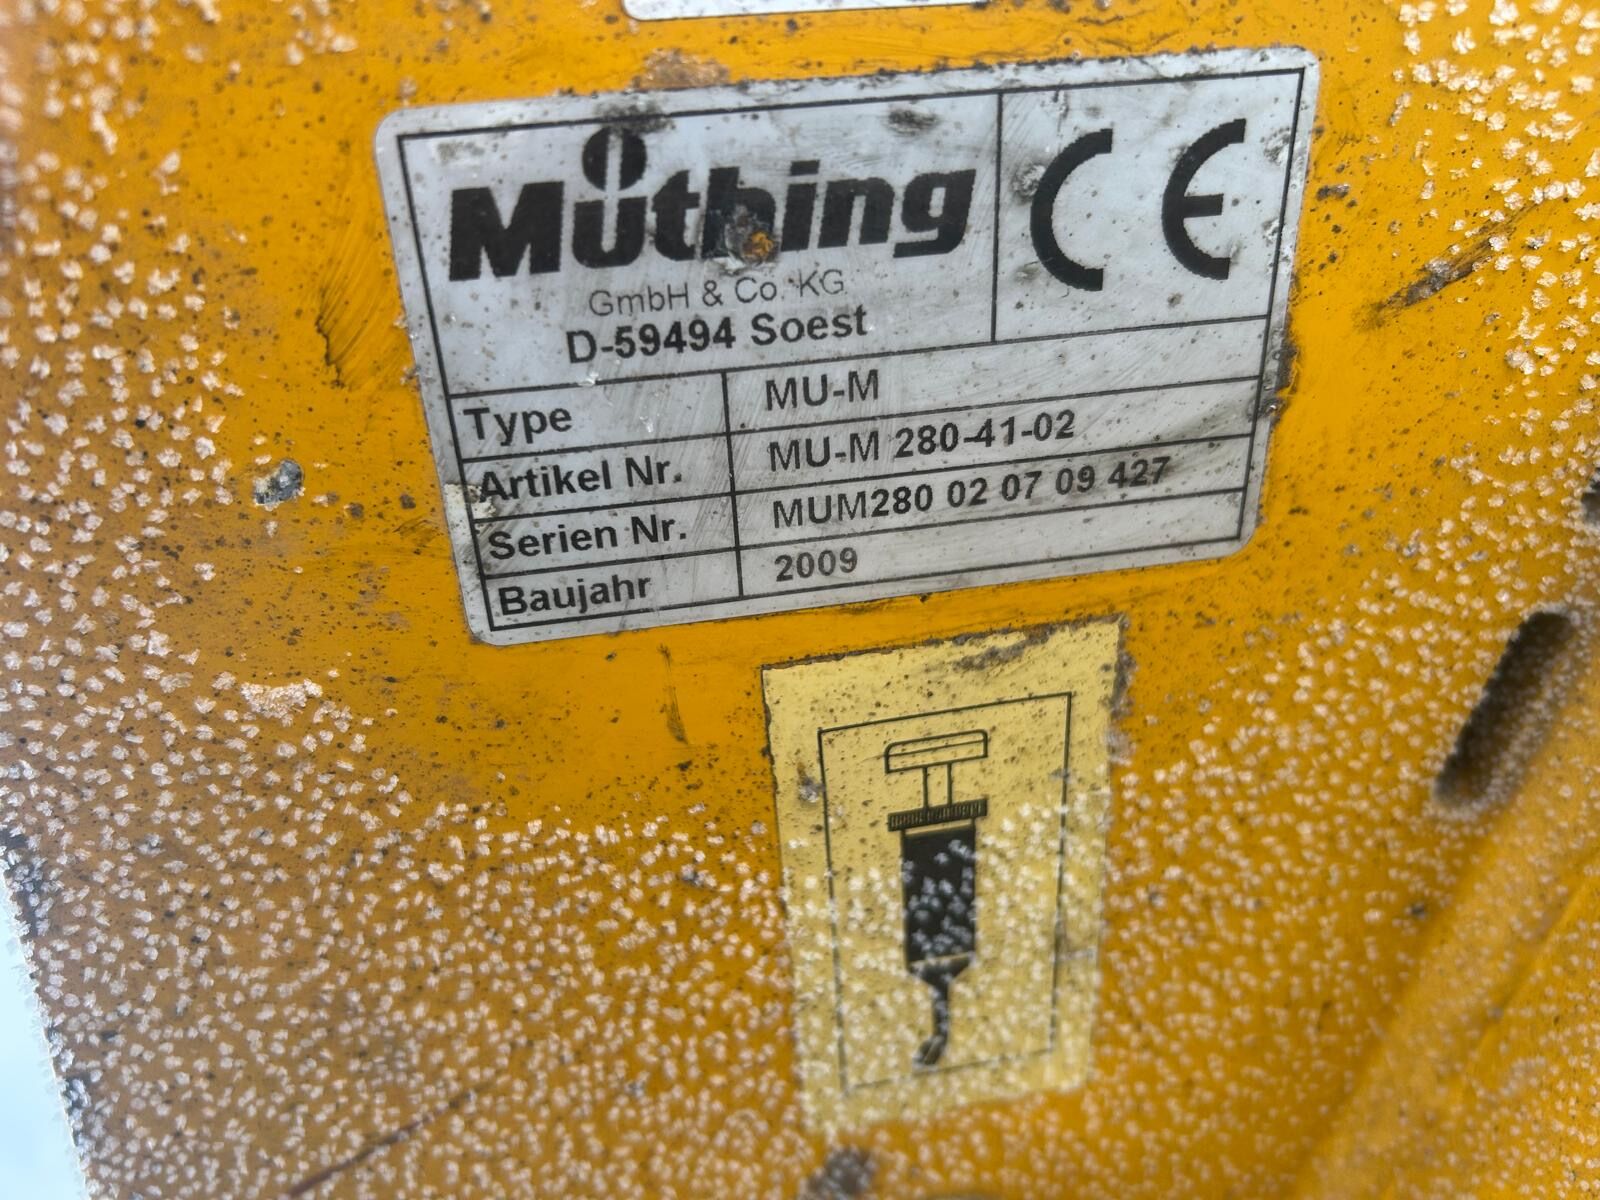 Müthing
CE
GmbH & Co. KG
D-59494 Soest
Type MU-M
Artikel Nr. MU-M 280-41-02
Serien Nr. MUM280 02 07 09 427
Baujahr 2009